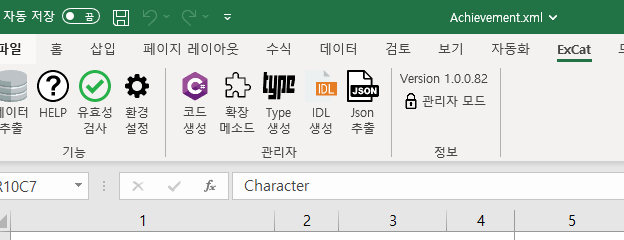 자동 저장 끔 Achievement.xml
파일 홈 삽입 페이지 레이아웃 수식 데이터 검토 보기 자동화 ExCat
데이터 추출
HELP
유효성 검사
환경 설정
기능
C#
코드 생성
확장 메소드
type
Type 생성
IDL
IDL 생성
JSON
Json 추출
관리자
Version 1.0.0.82
관리자 모드
정보
R10C7 fx Character
1 2 3 4 5